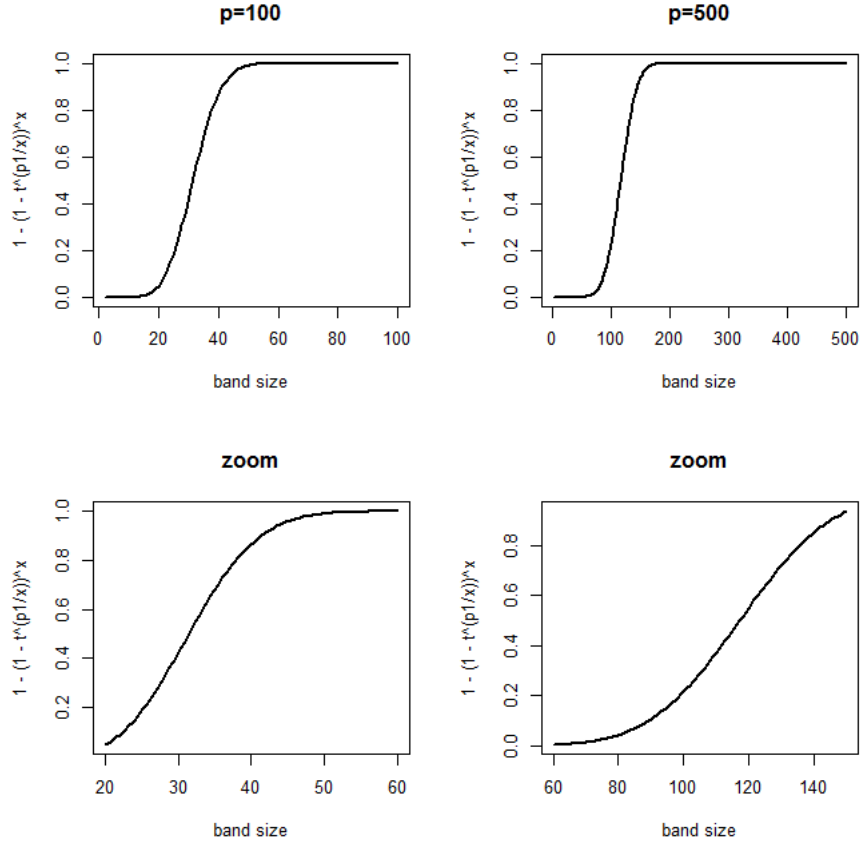 p=100
1 - (1 - t^(p1/x))^x
0.0 0.2 0.4 0.6 0.8 1.0
0 20 40 60 80 100
band size
p=500
1 - (1 - t^(p1/x))^x
0.0 0.2 0.4 0.6 0.8 1.0
0 100 200 300 400 500
band size
zoom
1 - (1 - t^(p1/x))^x
0.2 0.4 0.6 0.8 1.0
20 30 40 50 60
band size
zoom
1 - (1 - t^(p1/x))^x
0.0 0.2 0.4 0.6 0.8
60 80 100 120 140
band size